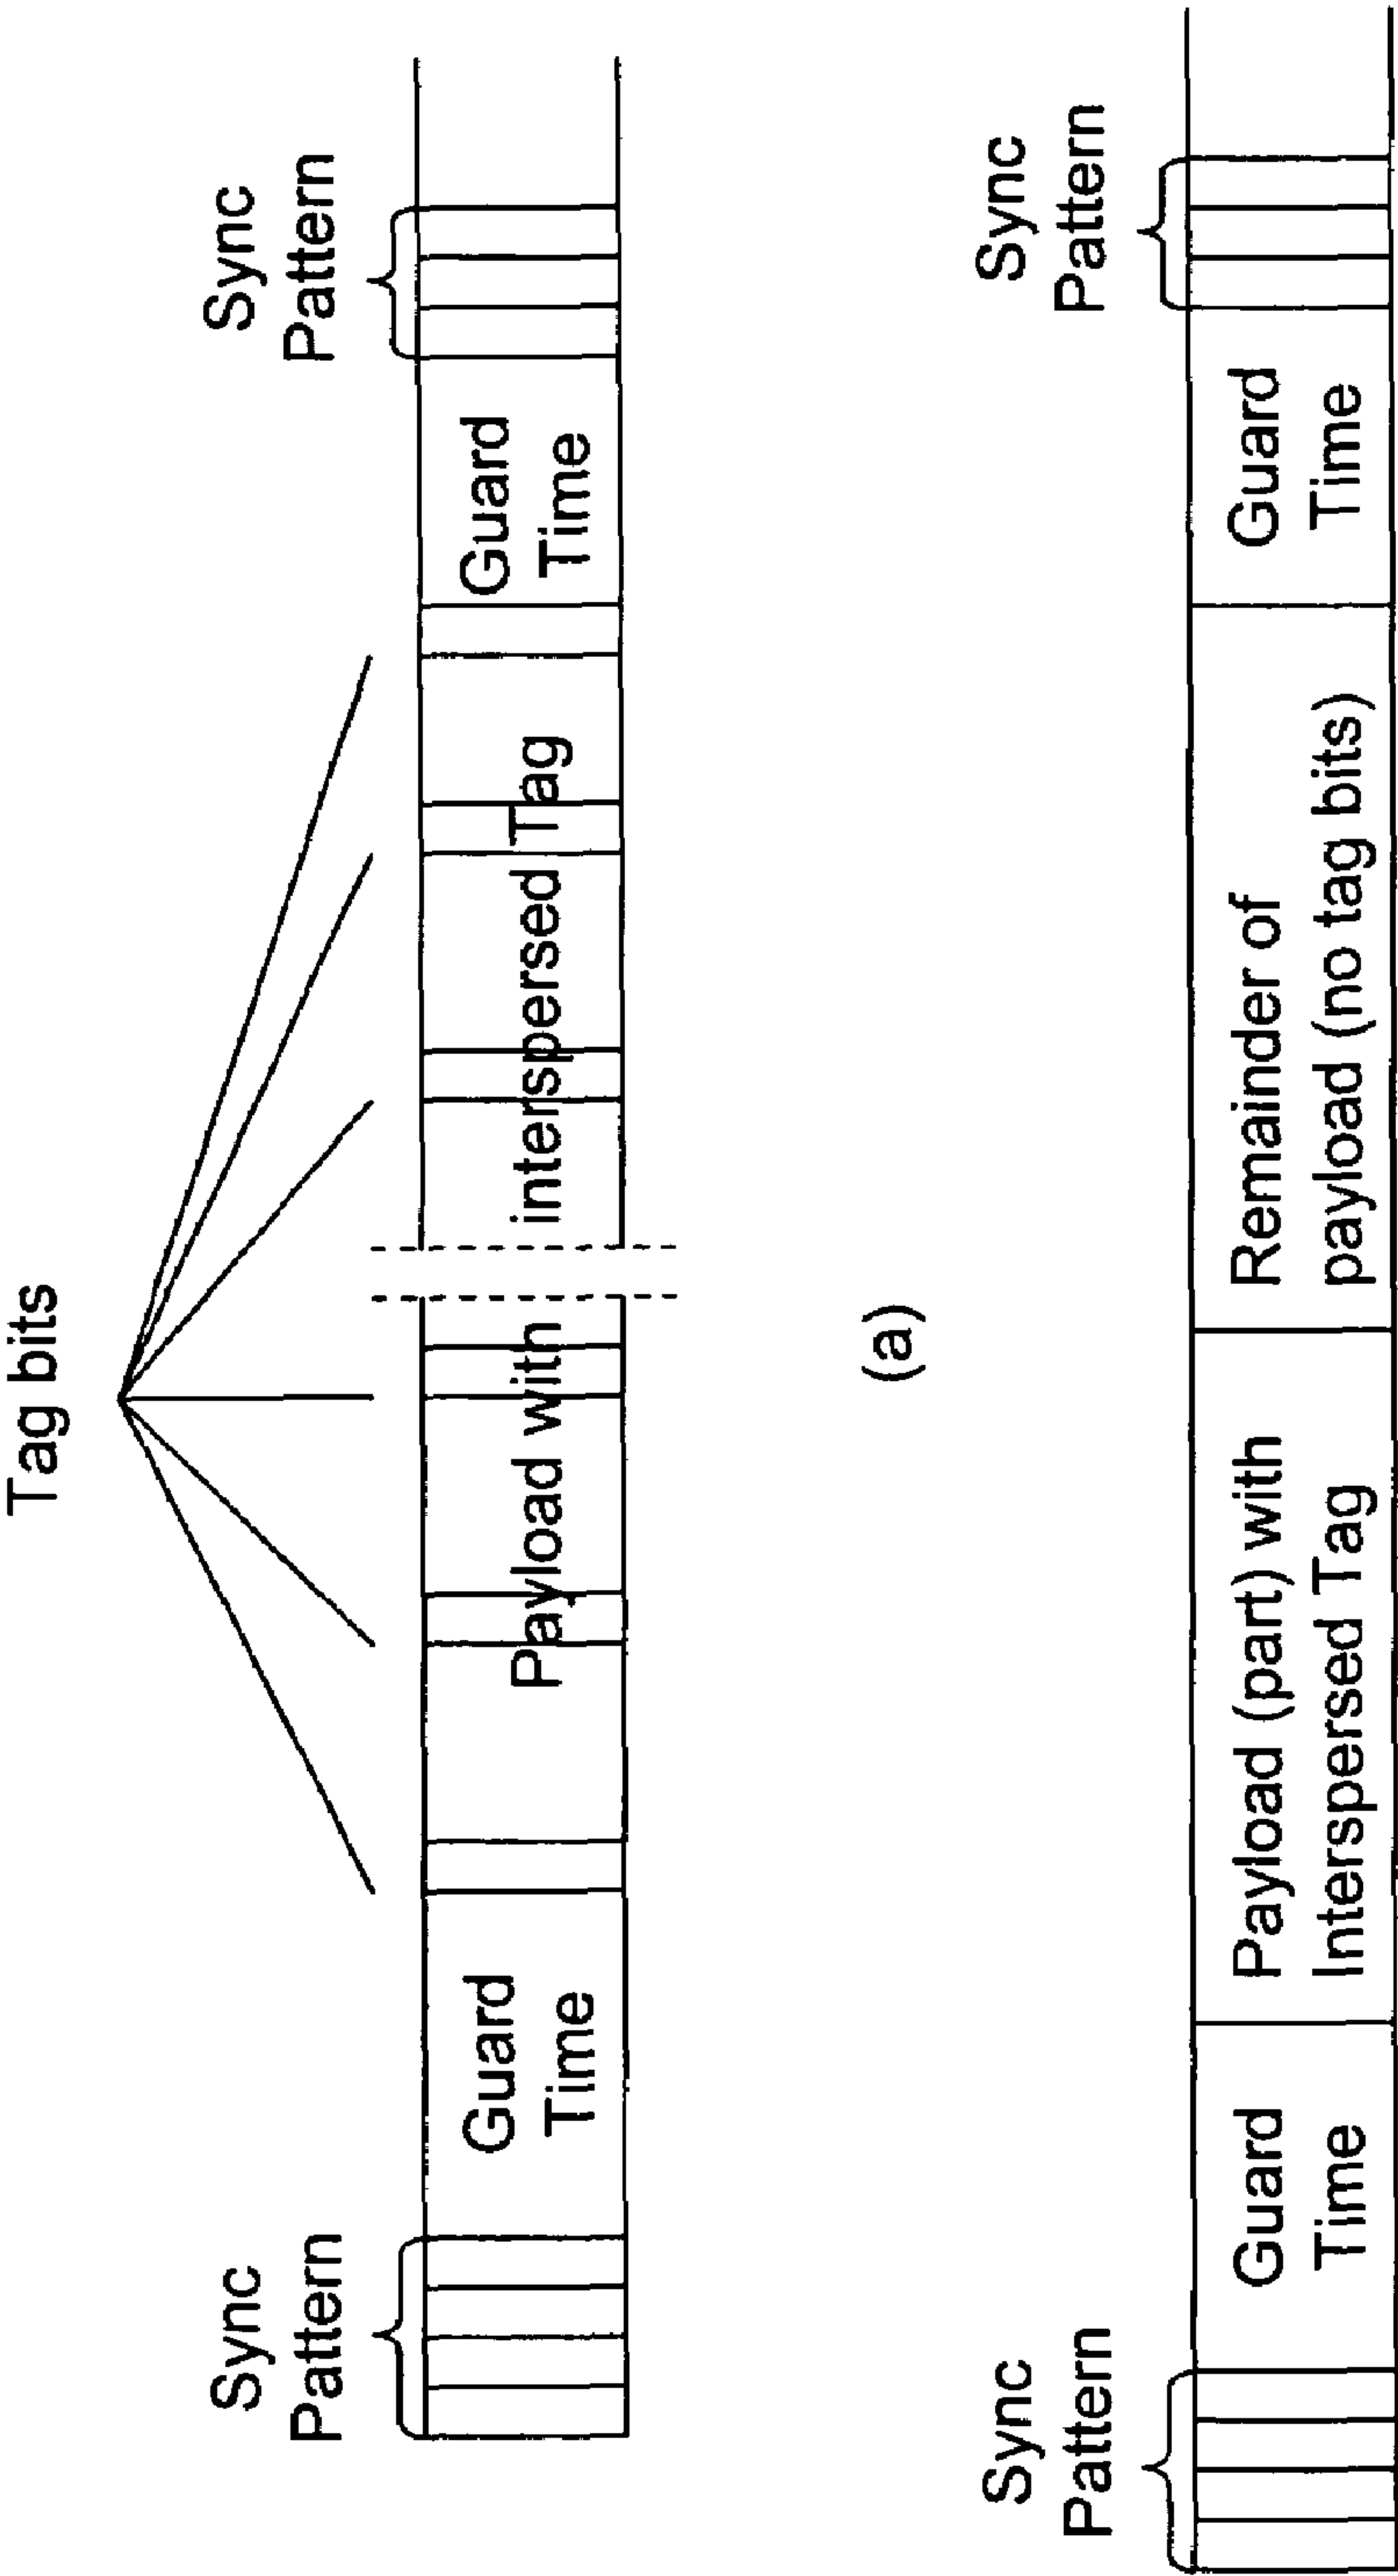 Tag bits
Sync
Pattern
Sync
Pattern
Guard
Time
Payload with
interspersed Tag
Guard
Time
(a)
Sync
Pattern
Sync
Pattern
Guard
Time
Payload (part) with
Interspersed Tag
Remainder of
payload (no tag bits)
Guard
Time